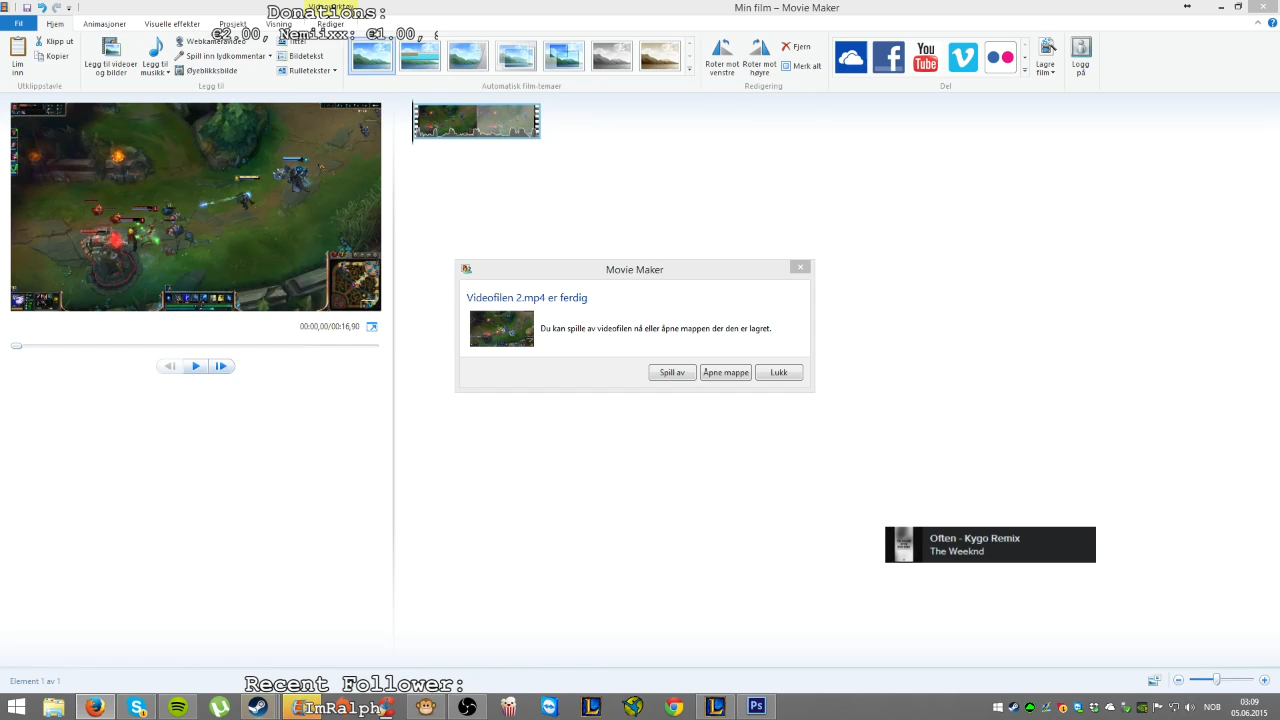 Min film – Movie Maker
Donations:
€2.00, Nemiixx: €1.00,
Fil
Hjem
Animasjoner
Visuelle effekter
Prosjekt
Visning
Rediger
Lim inn
Klipp ut
Kopier
Utklippstavle
Legg til videoer og bilder
Legg til musikk
Webkameravideo
Spill inn lydkommentar
Øyeblikksbilde
Tittel
Bildetekst
Rulletekster
Legg til
Automatisk film-temaer
Roter mot venstre
Roter mot høyre
Fjern
Merk alt
Redigering
You
Tube
Del
Lagre film
Logg på
00:00,00/00:16,90
Movie Maker
Videofilen 2.mp4 er ferdig
Du kan spille av videofilen nå eller åpne mappen der den er lagret.
Spill av
Åpne mappe
Lukk
Often - Kygo Remix
The Weeknd
Element 1 av 1
Recent Follower:
ImRalph
NOB
03:09
05.06.2015